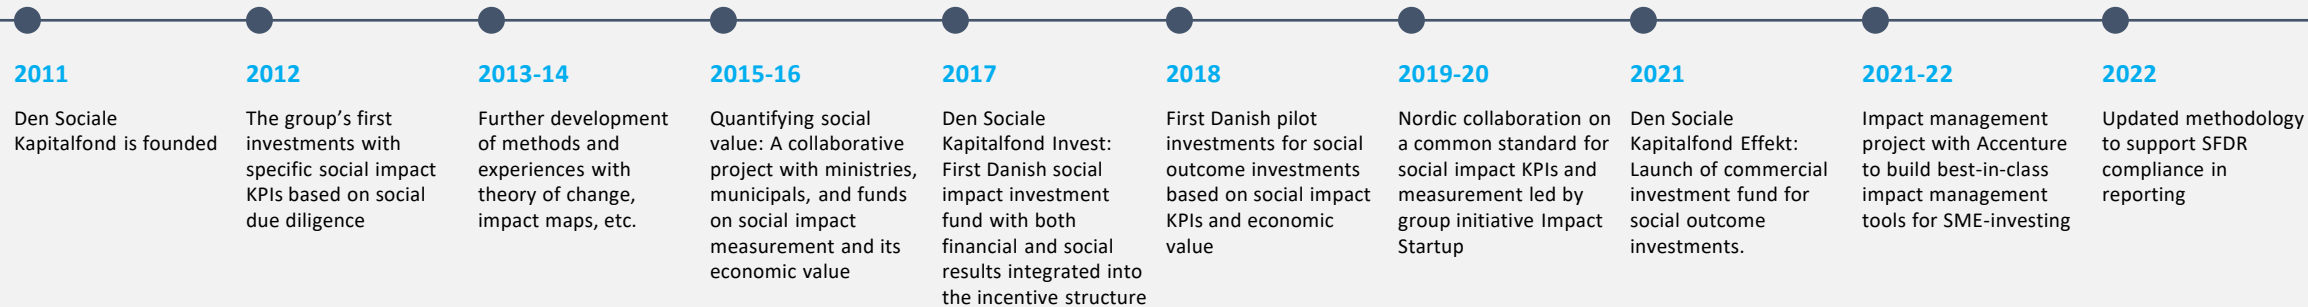 2011
Den Sociale
Kapitalfond is founded
2012
The group’s first
investments with
specific social impact
KPIs based on social
due diligence
2013-14
Further development
of methods and
experiences with
theory of change,
impact maps, etc.
2015-16
Quantifying social
value: A collaborative
project with ministries,
municipals, and funds
on social impact
measurement and its
economic value
2017
Den Sociale
Kapitalfond Invest:
First Danish social
impact investment
fund with both
financial and social
results integrated into
the incentive structure
2018
First Danish pilot
investments for social
outcome investments
based on social impact
KPIs and economic
value
2019-20
Nordic collaboration on
a common standard for
social impact KPIs and
measurement led by
group initiative Impact
Startup
2021
Den Sociale
Kapitalfond Effekt:
Launch of commercial
investment fund for
social outcome
investments.
2021-22
Impact management
project with Accenture
to build best-in-class
impact management
tools for SME-investing
2022
Updated methodology
to support SFDR
compliance in
reporting